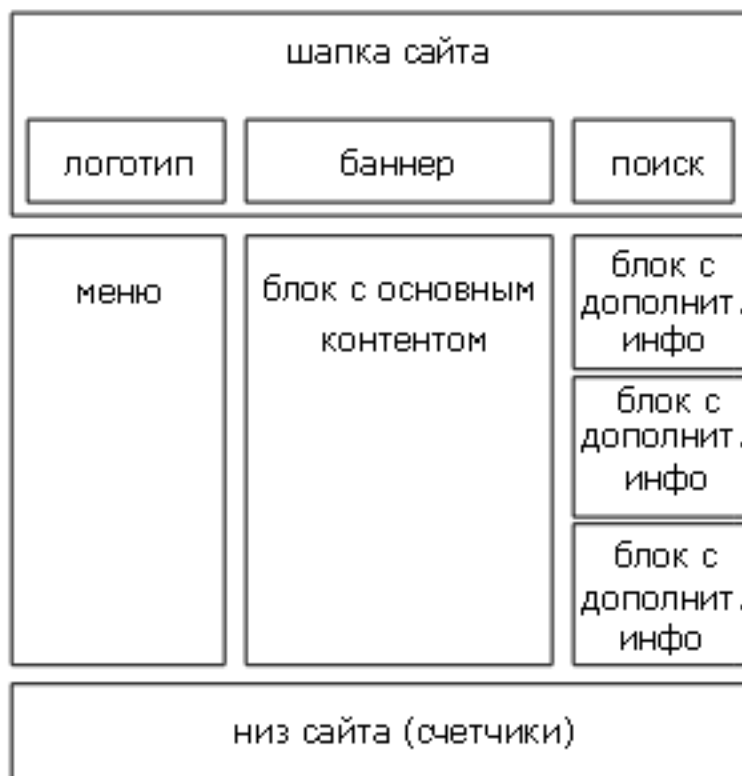 шапка сайта
логотип
баннер
поиск
меню
блок с основным
контентом
блок с
дополнит.
инфо
блок с
дополнит.
инфо
блок с
дополнит.
инфо
низ сайта (счетчики)